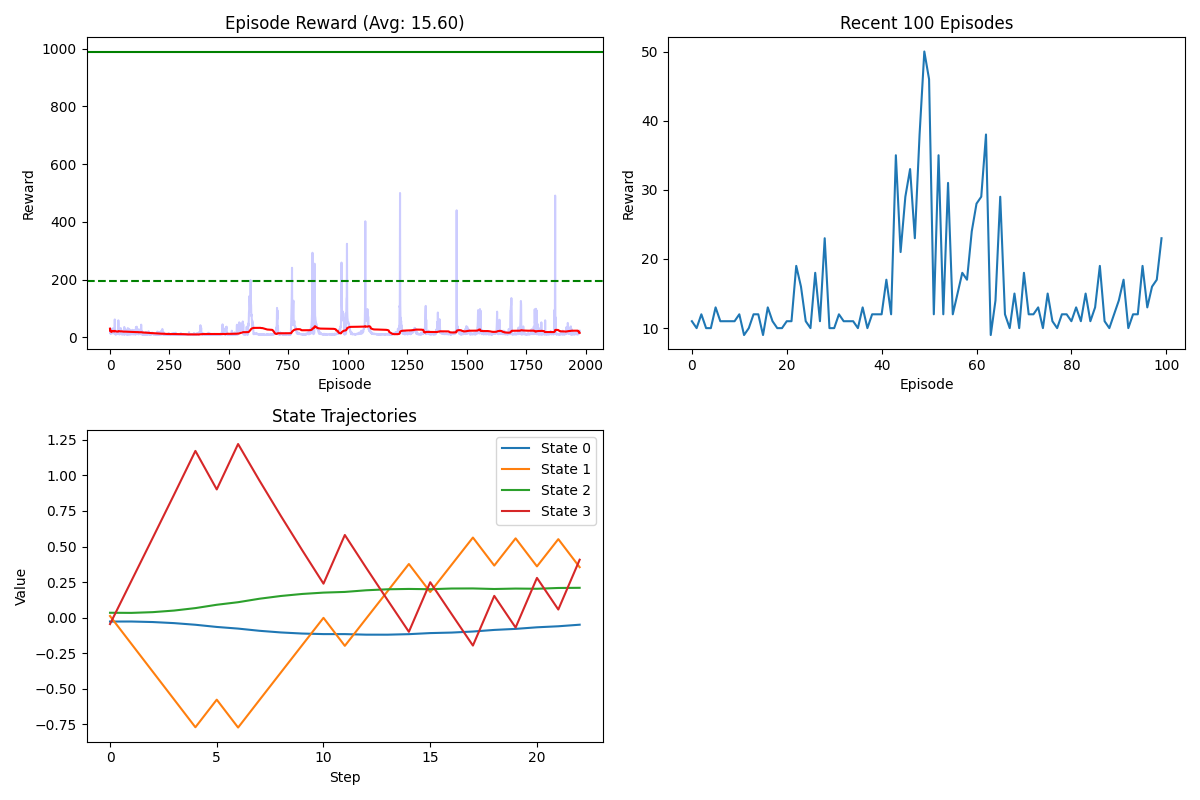 Episode Reward (Avg: 15.60)
1000
800
600
400
200
0
Reward
0 250 500 750 1000 1250 1500 1750 2000
Episode
Recent 100 Episodes
50
40
30
20
10
Reward
0 20 40 60 80 100
Episode
State Trajectories
1.25
1.00
0.75
0.50
0.25
0.00
−0.25
−0.50
−0.75
Value
State 0
State 1
State 2
State 3
0 5 10 15 20
Step